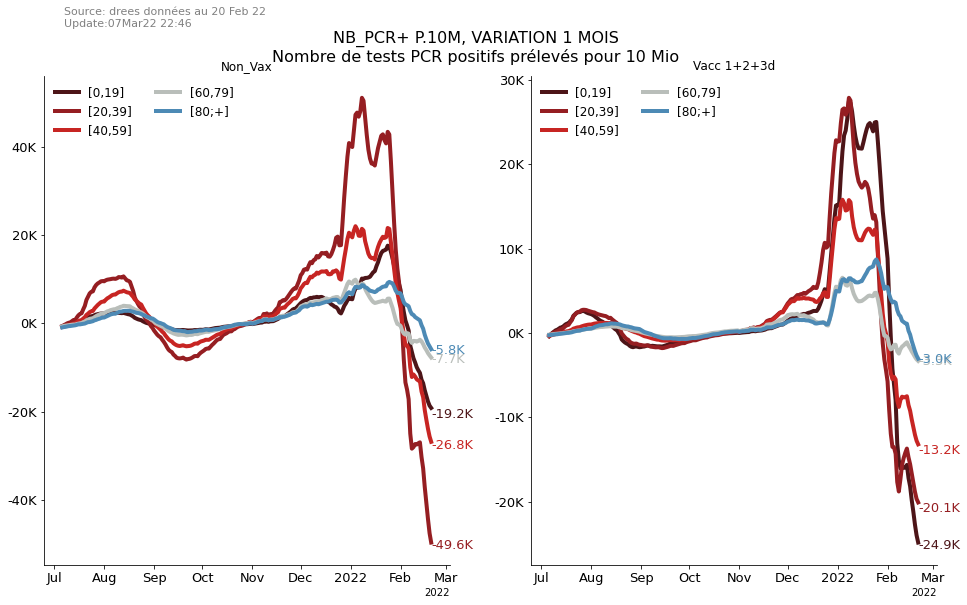 Source: drees données au 20 Feb 22
Update:07Mar22 22:46
NB_PCR+ P.10M, VARIATION 1 MOIS
Nombre de tests PCR positifs prélevés pour 10 Mio
Non_Vax
[0,19]
[20,39]
[40,59]
[60,79]
[80;+]
40K
20K
0K
-20K
-40K
-5.8K
-7.7K
-19.2K
-26.8K
-49.6K
Jul Aug Sep Oct Nov Dec 2022 Feb Mar
2022
Vacc 1+2+3d
[0,19]
[20,39]
[40,59]
[60,79]
[80;+]
30K
20K
10K
0K
-10K
-20K
-3.0K
-13.2K
-20.1K
-24.9K
Jul Aug Sep Oct Nov Dec 2022 Feb Mar
2022